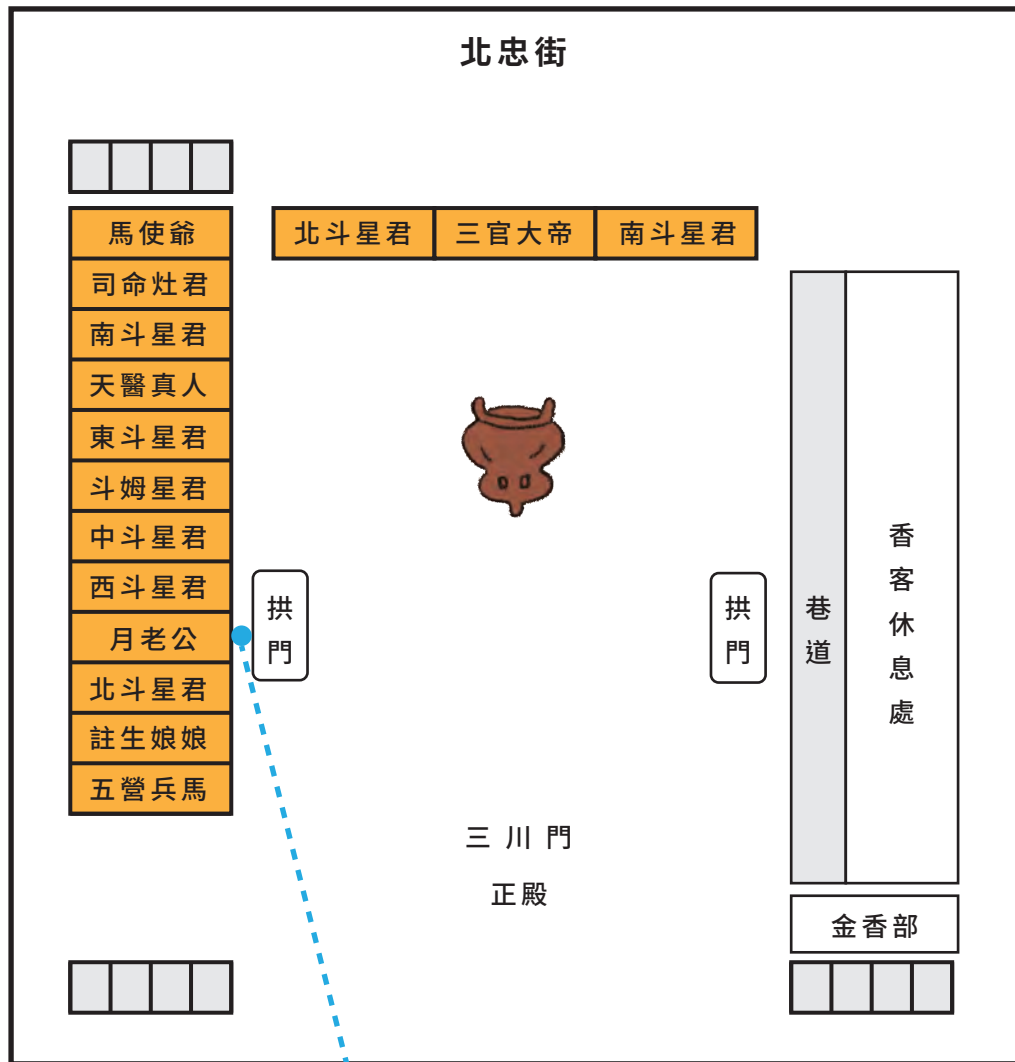 北忠街
馬使爺
司命灶君
南斗星君
天醫真人
東斗星君
斗姆星君
中斗星君
西斗星君
月老公
北斗星君
註生娘娘
五營兵馬
北斗星君
三官大帝
南斗星君
拱門
拱門
巷道
香客休息處
三川門
正殿
金香部